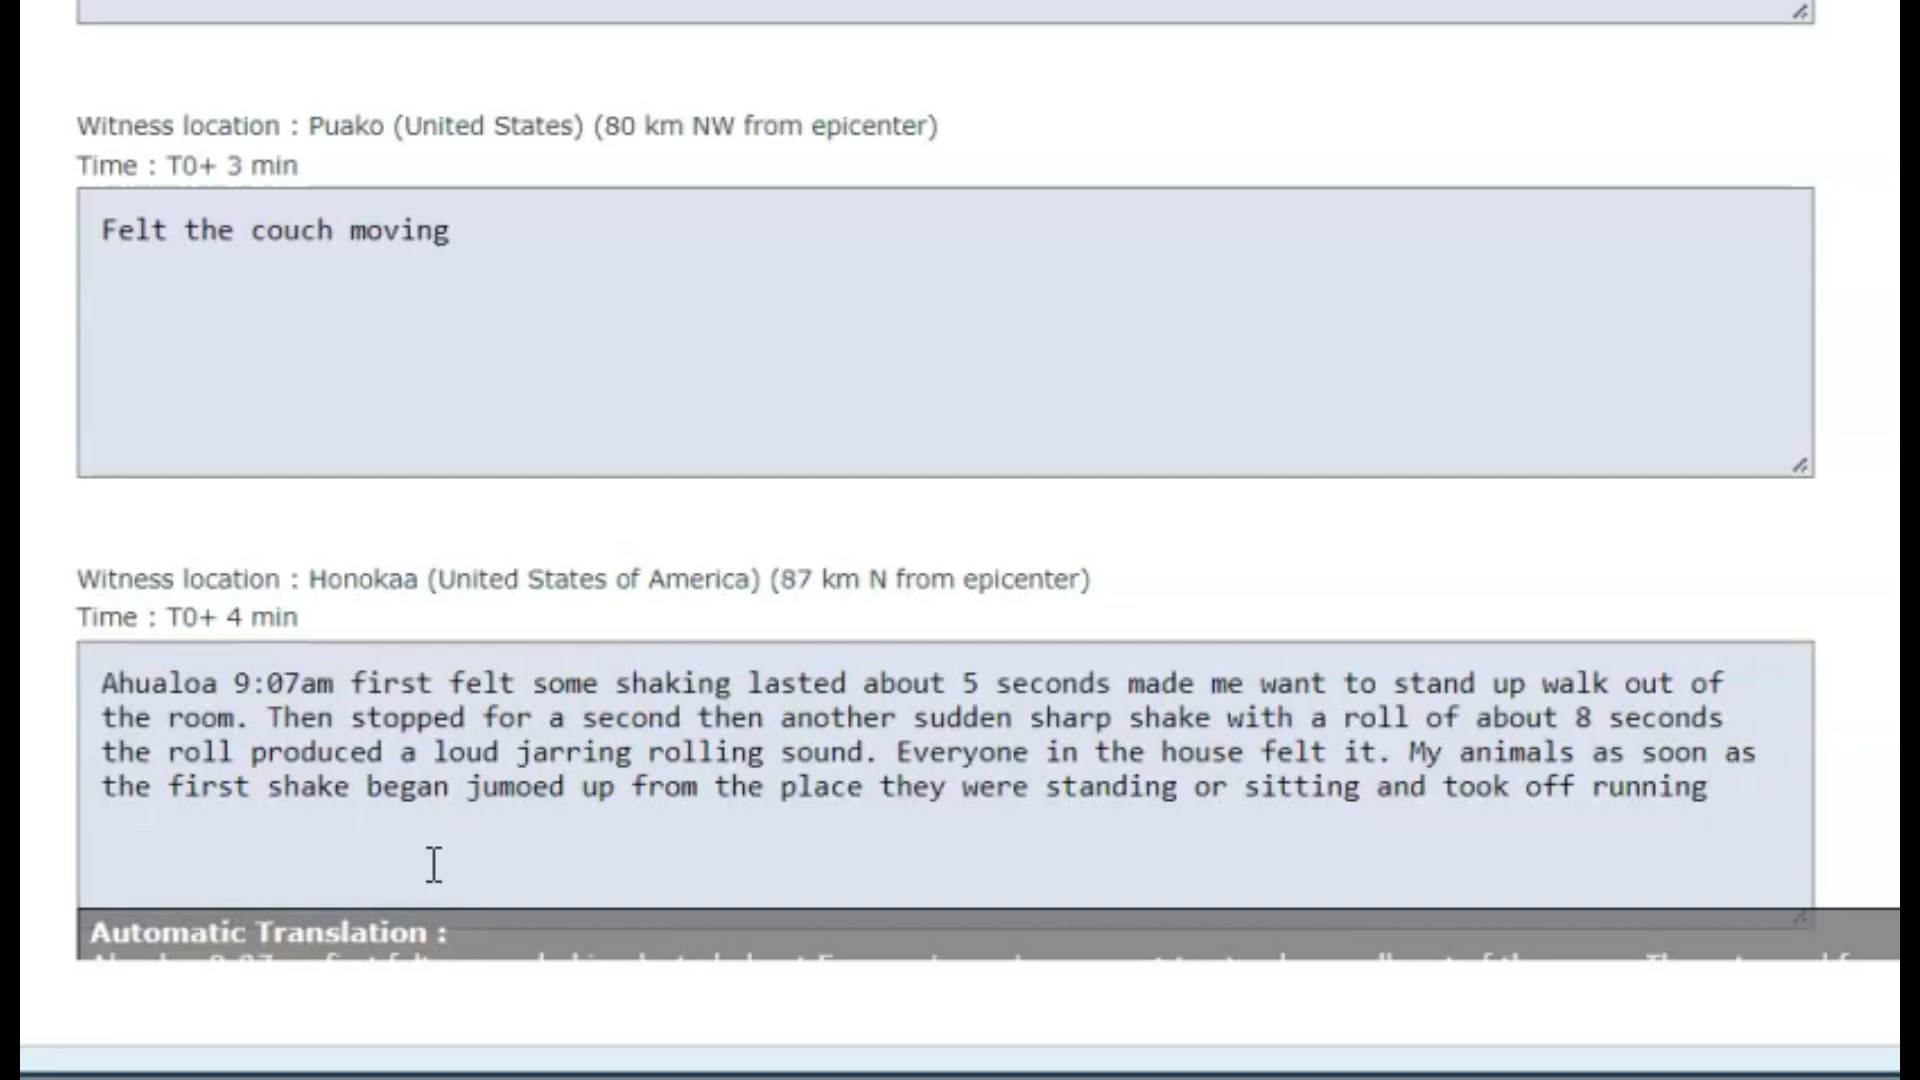 Witness location : Puako (United States) (80 km NW from epicenter)
Time : T0+ 3 min
Felt the couch moving
Witness location : Honokaa (United States of America) (87 km N from epicenter)
Time : T0+ 4 min
Ahualoa 9:07am first felt some shaking lasted about 5 seconds made me want to stand up walk out of
the room. Then stopped for a second then another sudden sharp shake with a roll of about 8 seconds
the roll produced a loud jarring rolling sound. Everyone in the house felt it. My animals as soon as
the first shake began jumoed up from the place they were standing or sitting and took off running
Automatic Translation :